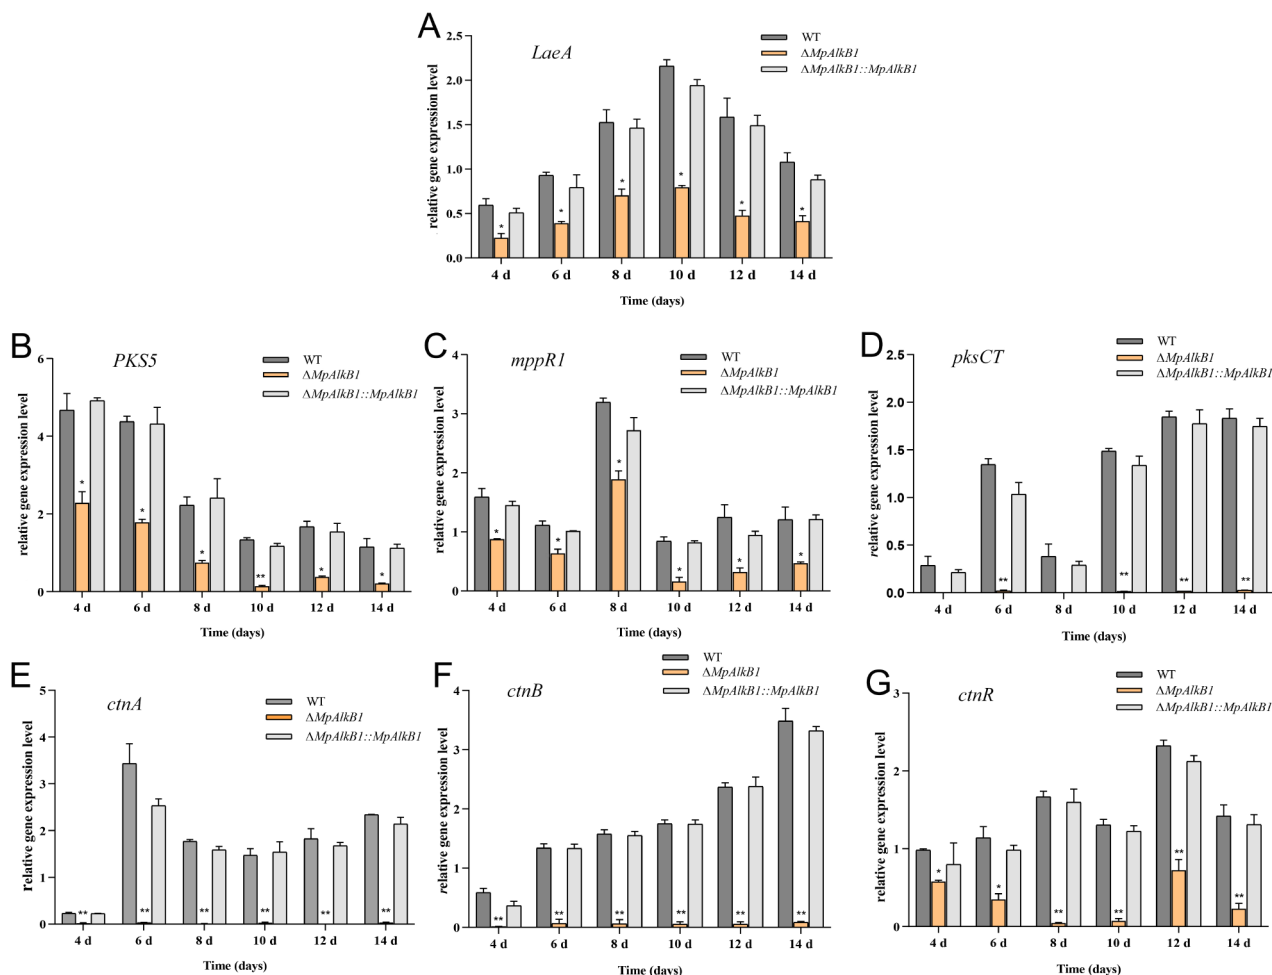 A
LaeA
WT
ΔMpAlkB1
ΔMpAlkB1::MpAlkB1
relative gene expression level
2.5
2.0
1.5
1.0
0.5
0.0
* * * * * *
4 d 6 d 8 d 10 d 12 d 14 d
Time (days)
B
PKS5
WT
ΔMpAlkB1
ΔMpAlkB1::MpAlkB1
relative gene expression level
6
4
2
0
* * * ** * *
4 d 6 d 8 d 10 d 12 d 14 d
Time (days)
C
mppR1
WT
ΔMpAlkB1
ΔMpAlkB1::MpAlkB1
relative gene expression level
4
3
2
1
0
* * * * * *
4 d 6 d 8 d 10 d 12 d 14 d
Time (days)
D
pksCT
WT
ΔMpAlkB1
ΔMpAlkB1::MpAlkB1
relative gene expression level
2.5
2.0
1.5
1.0
0.5
0.0
** ** ** **
4 d 6 d 8 d 10 d 12 d 14 d
Time (days)
E
ctnA
WT
ΔMpAlkB1
ΔMpAlkB1::MpAlkB1
relative gene expression level
5
4
3
2
1
0
** ** ** ** ** **
4 d 6 d 8 d 10 d 12 d 14 d
Time (days)
F
ctnB
WT
ΔMpAlkB1
ΔMpAlkB1::MpAlkB1
relative gene expression level
4
3
2
1
0
** ** ** ** ** **
4 d 6 d 8 d 10 d 12 d 14 d
Time (days)
G
ctnR
WT
ΔMpAlkB1
ΔMpAlkB1::MpAlkB1
relative gene expression level
3
2
1
0
* * ** ** ** **
4 d 6 d 8 d 10 d 12 d 14 d
Time (days)